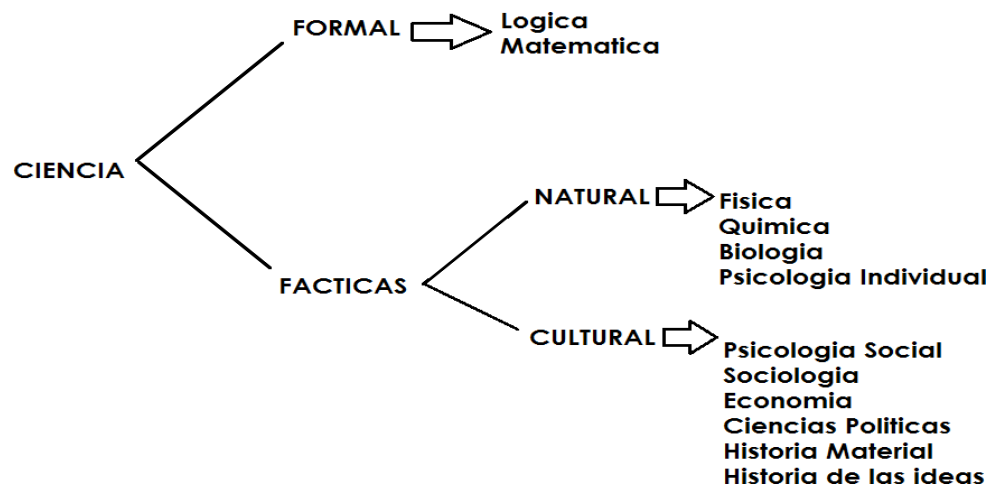 FORMAL
Logica
Matematica
CIENCIA
NATURAL
Fisica
Quimica
Biologia
Psicologia Individual
FACTICAS
CULTURAL
Psicologia Social
Sociologia
Economia
Ciencias Politicas
Historia Material
Historia de las ideas